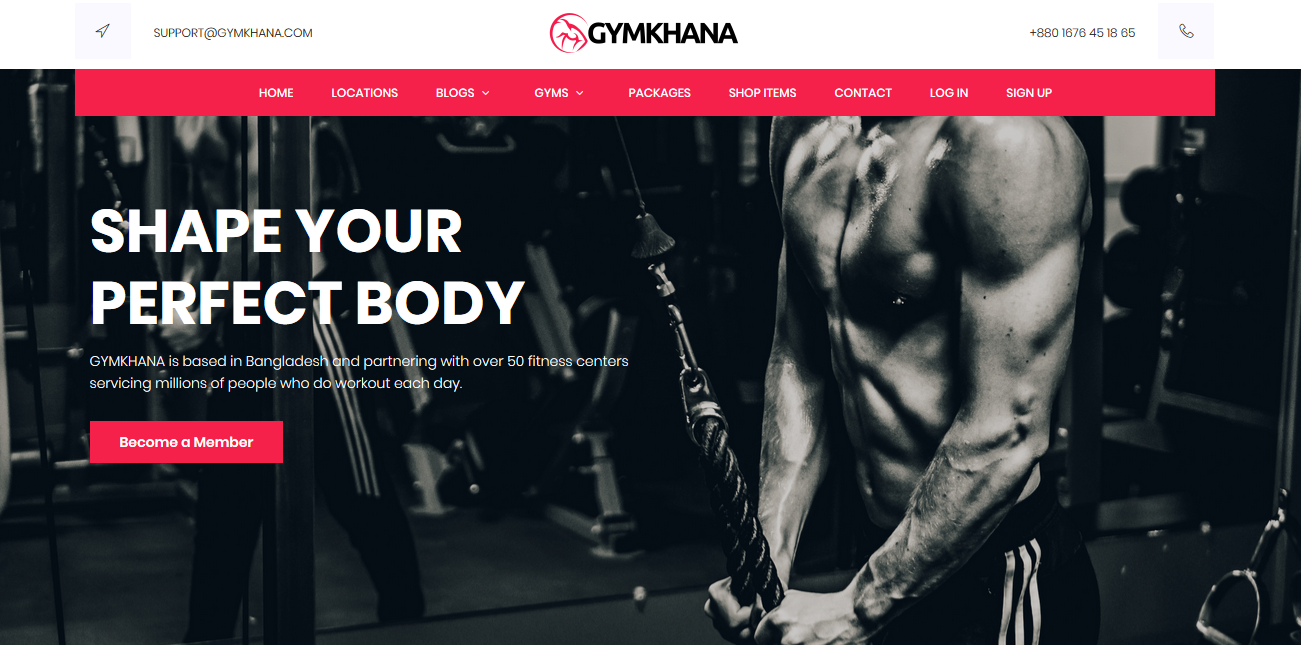 SUPPORT@GYMKHANA.COM
GYMKHANA
+880 1676 45 18 65
HOME LOCATIONS BLOGS GYMS PACKAGES SHOP ITEMS CONTACT LOG IN SIGN UP
SHAPE YOUR
PERFECT BODY
GYMKHANA is based in Bangladesh and partnering with over 50 fitness centers
servicing millions of people who do workout each day.
Become a Member